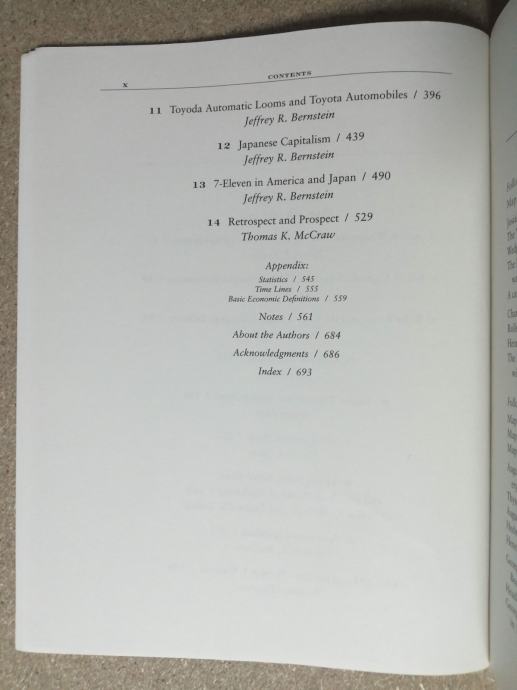 x
CONTENTS
11 Toyoda Automatic Looms and Toyota Automobiles / 396
Jeffrey R. Bernstein
12 Japanese Capitalism / 439
Jeffrey R. Bernstein
13 7-Eleven in America and Japan / 490
Jeffrey R. Bernstein
14 Retrospect and Prospect / 529
Thomas K. McCraw
Appendix:
Statistics / 545
Time Lines / 555
Basic Economic Definitions / 559
Notes / 561
About the Authors / 684
Acknowledgments / 686
Index / 693